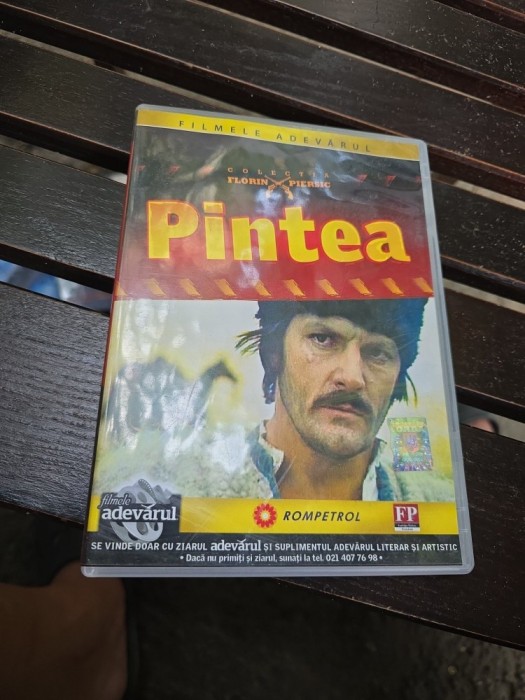 FILMELE ADEVĂRUL
COLECȚIA
FLORIN PIERSIC
Pintea
filmele
adevărul
ROMPETROL
FP
SE VINDE DOAR CU ZIARUL adevărul ȘI SUPLIMENTUL ADEVĂRUL LITERAR ȘI ARTISTIC
• Dacă nu primiți și ziarul, sunați la tel. 021 407 76 98 •